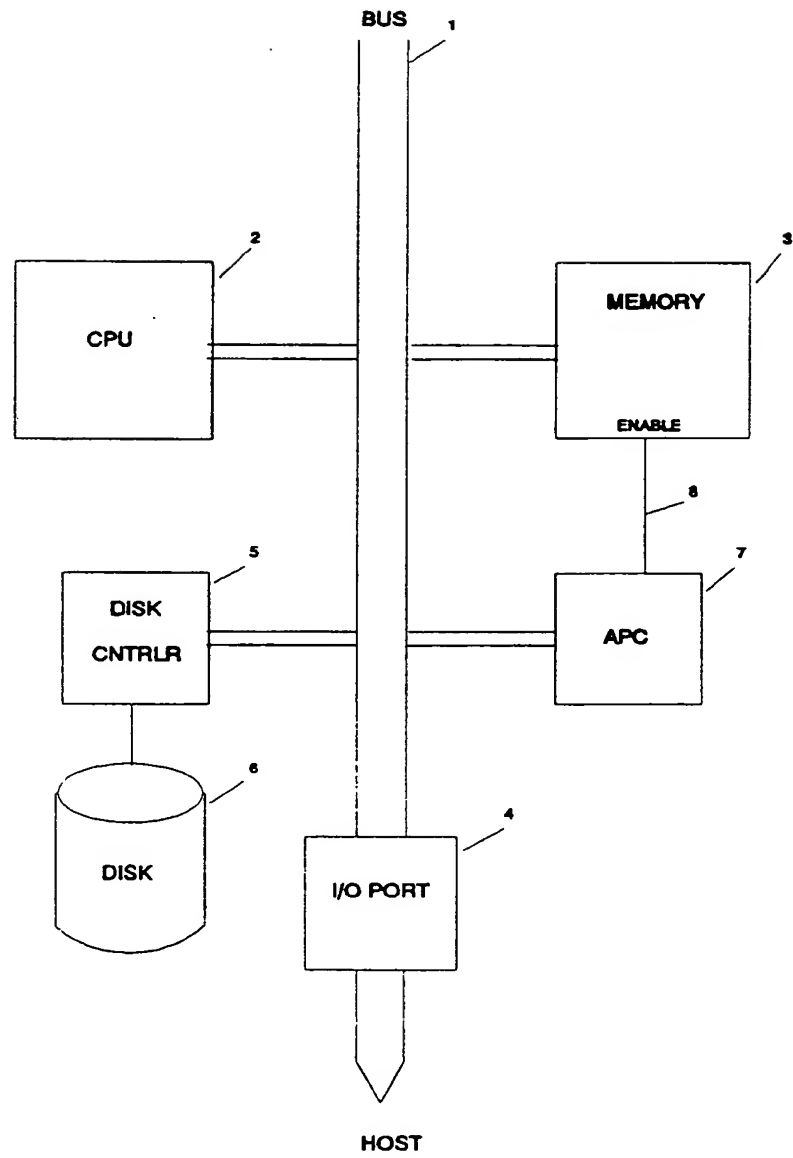 BUS
1
2
3
CPU
MEMORY
ENABLE
8
5
7
DISK
CNTRLR
APC
6
4
DISK
I/O PORT
HOST